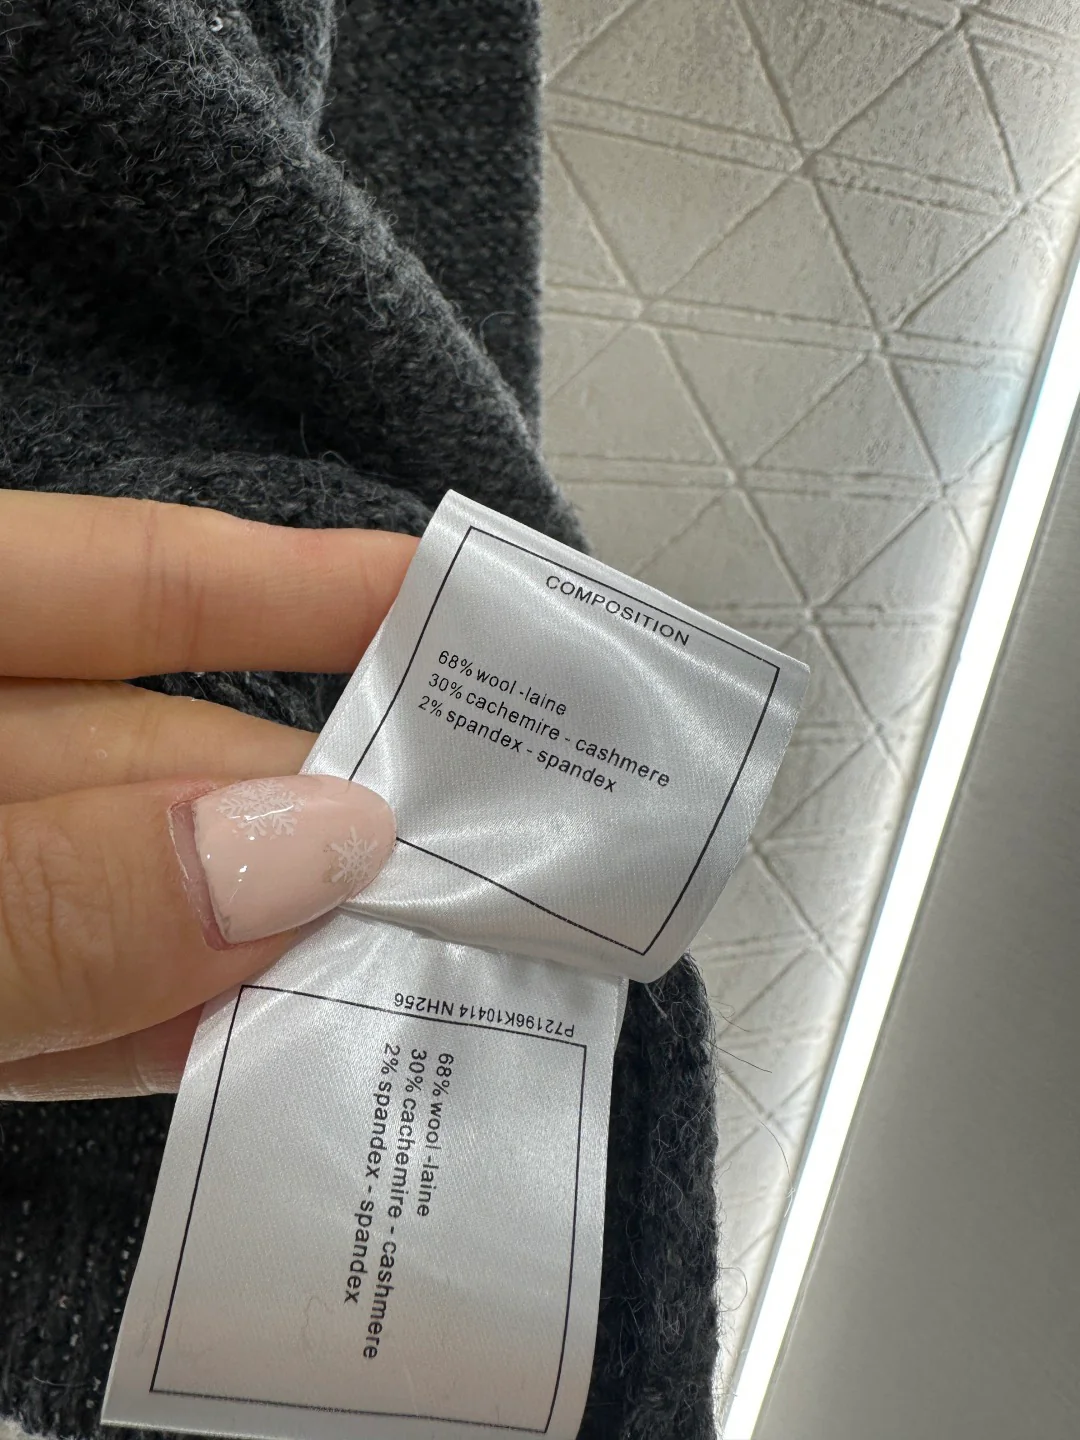 COMPOSITION
68% wool -laine
30% cachemire - cashmere
2% spandex - spandex
P72196K10414 NH256
68% wool -laine
30% cachemire - cashmere
2% spandex - spandex